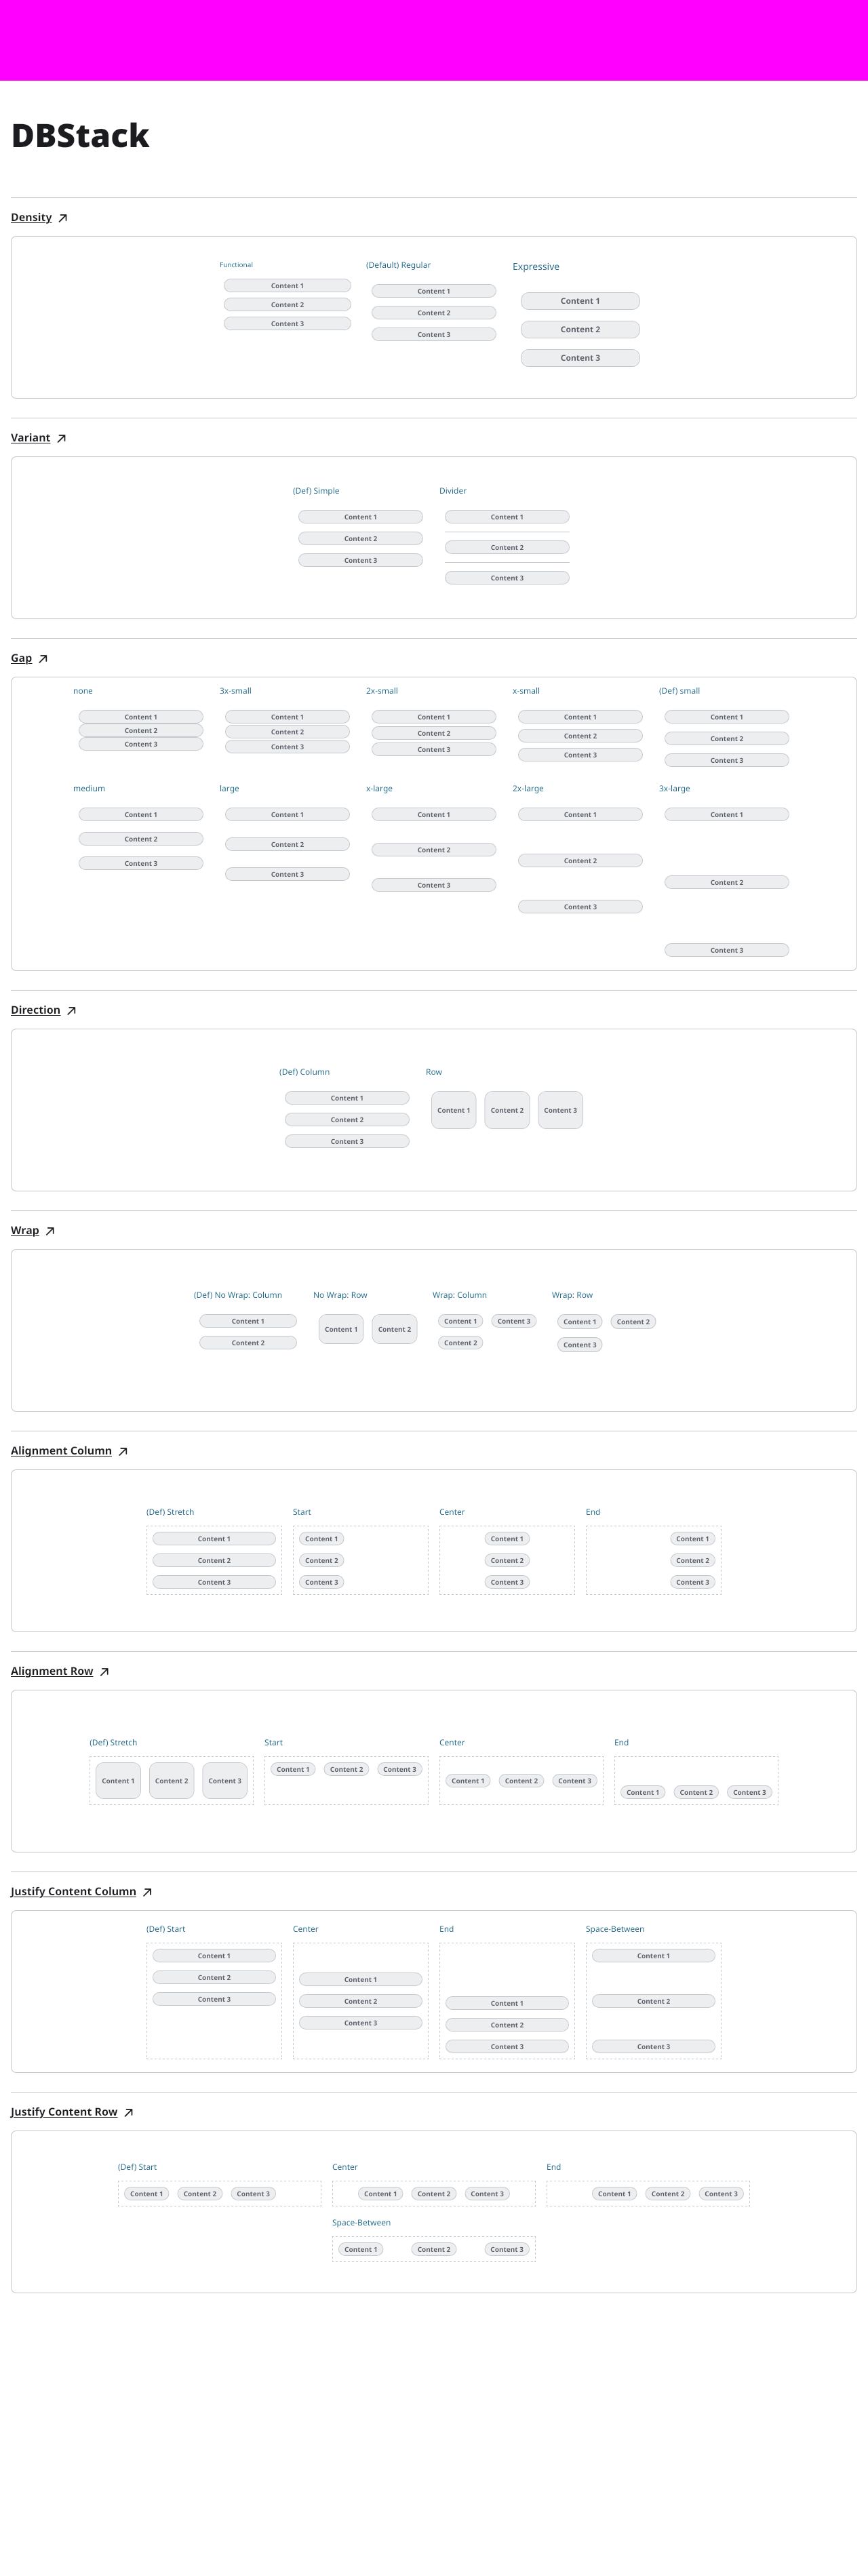 DBStack
Density
Functional
(Default) Regular
Expressive
Content 1
Content 2
Content 3
Content 1
Content 2
Content 3
Content 1
Content 2
Content 3
Variant
(Def) Simple
Divider
Content 1
Content 2
Content 3
Content 1
Content 2
Content 3
Gap
none
3x-small
2x-small
x-small
(Def) small
Content 1
Content 2
Content 3
Content 1
Content 2
Content 3
Content 1
Content 2
Content 3
Content 1
Content 2
Content 3
Content 1
Content 2
Content 3
medium
large
x-large
2x-large
3x-large
Content 1
Content 2
Content 3
Content 1
Content 2
Content 3
Content 1
Content 2
Content 3
Content 1
Content 2
Content 3
Content 1
Content 2
Content 3
Direction
(Def) Column
Row
Content 1
Content 2
Content 3
Content 1
Content 2
Content 3
Wrap
(Def) No Wrap: Column
No Wrap: Row
Wrap: Column
Wrap: Row
Content 1
Content 2
Content 1
Content 2
Content 1
Content 3
Content 2
Content 1
Content 2
Content 3
Alignment Column
(Def) Stretch
Start
Center
End
Content 1
Content 2
Content 3
Content 1
Content 2
Content 3
Content 1
Content 2
Content 3
Content 1
Content 2
Content 3
Alignment Row
(Def) Stretch
Start
Center
End
Content 1
Content 2
Content 3
Content 1
Content 2
Content 3
Content 1
Content 2
Content 3
Content 1
Content 2
Content 3
Justify Content Column
(Def) Start
Center
End
Space-Between
Content 1
Content 2
Content 3
Content 1
Content 2
Content 3
Content 1
Content 2
Content 3
Content 1
Content 2
Content 3
Justify Content Row
(Def) Start
Center
End
Content 1
Content 2
Content 3
Content 1
Content 2
Content 3
Content 1
Content 2
Content 3
Space-Between
Content 1
Content 2
Content 3